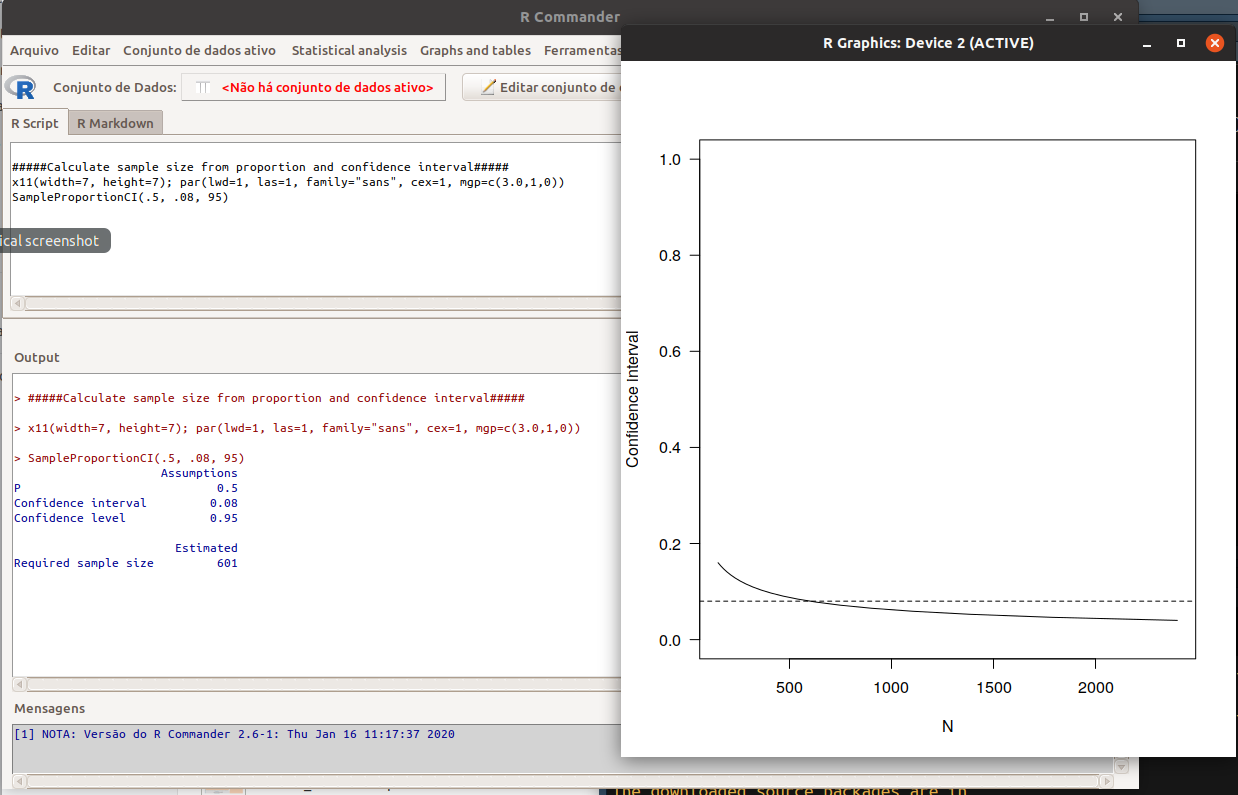 R Commander
Arquivo Editar Conjunto de dados ativo Statistical analysis Graphs and tables Ferramentas
R Conjunto de Dados: <Não há conjunto de dados ativo> Editar conjunto de
R Script R Markdown
#####Calculate sample size from proportion and confidence interval#####
x11(width=7, height=7); par(lwd=1, las=1, family="sans", cex=1, mgp=c(3.0,1,0))
SampleProportionCI(.5, .08, 95)
ical screenshot
Output
> #####Calculate sample size from proportion and confidence interval#####
> x11(width=7, height=7); par(lwd=1, las=1, family="sans", cex=1, mgp=c(3.0,1,0))
> SampleProportionCI(.5, .08, 95)
Assumptions
P 0.5
Confidence interval 0.08
Confidence level 0.95
Estimated
Required sample size 601
Mensagens
[1] NOTA: Versão do R Commander 2.6-1: Thu Jan 16 11:17:37 2020
R Graphics: Device 2 (ACTIVE)
Confidence Interval
1.0
0.8
0.6
0.4
0.2
0.0
500 1000 1500 2000
N
The downloaded source packages are in